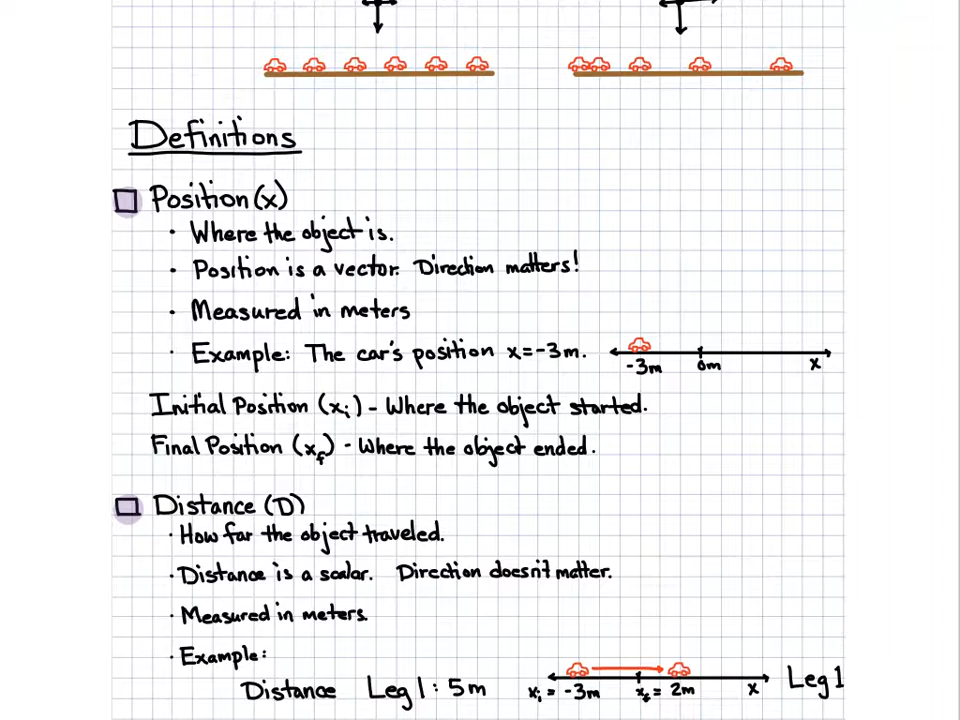 Definitions
Position (x)
· Where the object is.
· Position is a vector. Direction matters!
· Measured in meters
· Example: The car's position x=-3m.
-3m 0m x
Initial Position (xi) - Where the object started.
Final Position (xf) - Where the object ended.
Distance (D)
· How far the object traveled.
· Distance is a scalar. Direction doesn't matter.
· Measured in meters.
· Example:
Distance Leg 1: 5m
xi = -3m xf = 2m x Leg 1